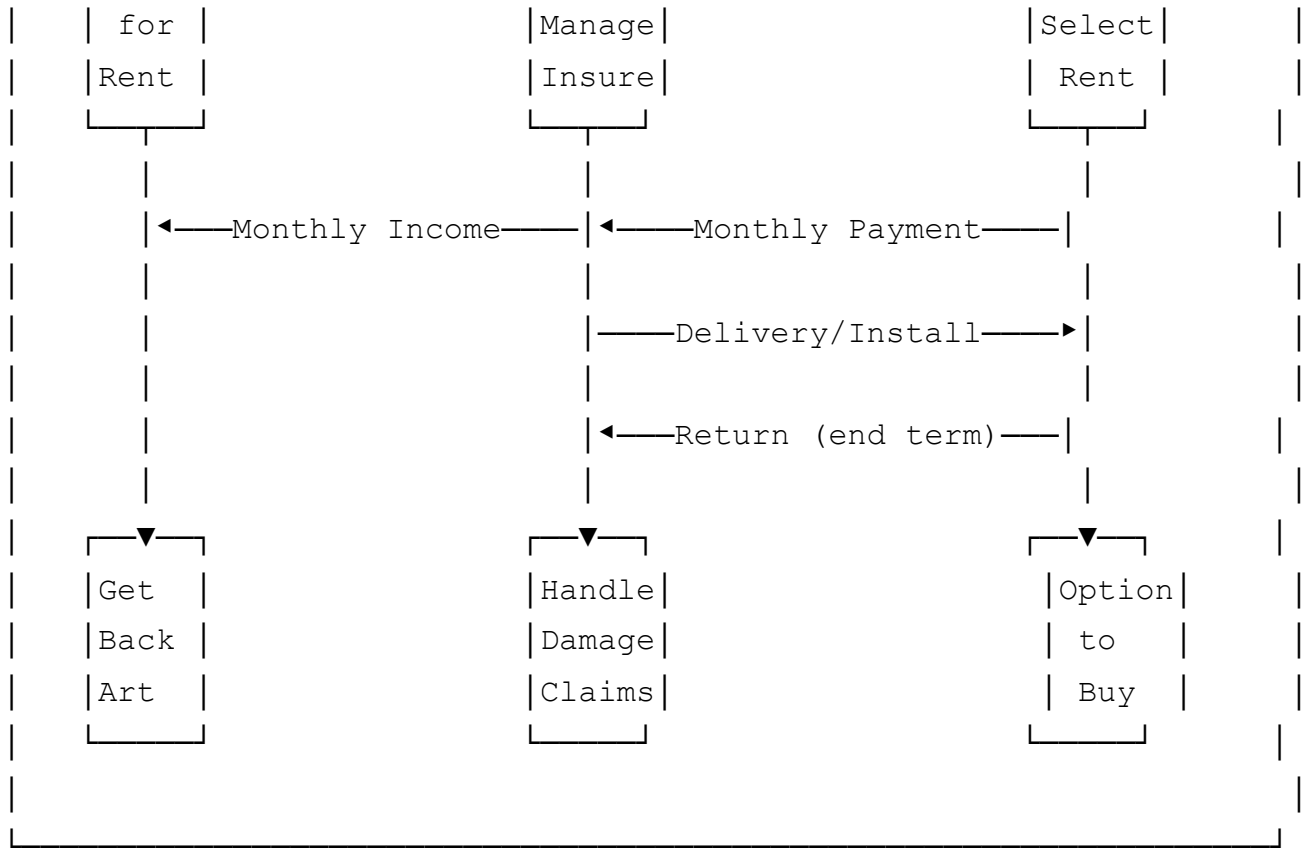 for Manage Select
Rent Insure Rent
Monthly Income Monthly Payment
Delivery/Install
Return (end term)
Get Handle Option
Back Damage to
Art Claims Buy